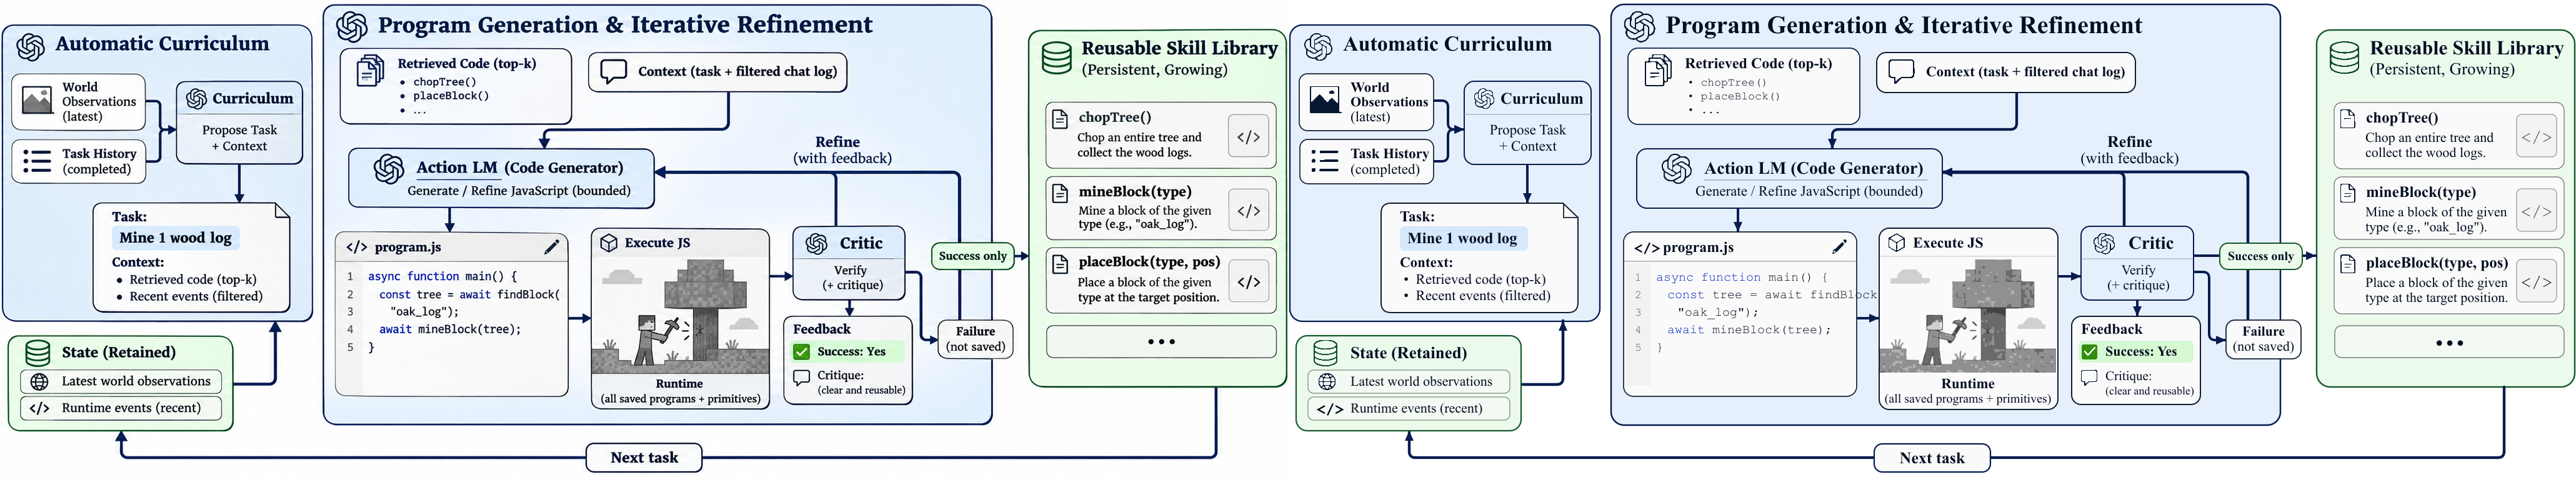 Automatic Curriculum
World
Observations
(latest)
Task History
(completed)
Curriculum
Propose Task
+ Context
Task:
Mine 1 wood log
Context:
• Retrieved code (top-k)
• Recent events (filtered)
State (Retained)
Latest world observations
</> Runtime events (recent)
Program Generation & Iterative Refinement
Retrieved Code (top-k)
• chopTree()
• placeBlock()
• ...
Context (task + filtered chat log)
Action LM (Code Generator)
Generate / Refine JavaScript (bounded)
Refine
(with feedback)
</> program.js
1 async function main() {
2 const tree = await findBlock(
3 "oak_log");
4 await mineBlock(tree);
5 }
Execute JS
Runtime
(all saved programs + primitives)
Critic
Verify
(+ critique)
Feedback
Success: Yes
Critique:
(clear and reusable)
Success only
Failure
(not saved)
Reusable Skill Library
(Persistent, Growing)
chopTree()
Chop an entire tree and
collect the wood logs.
</>
mineBlock(type)
Mine a block of the given
type (e., "oak_log").
</>
placeBlock(type, pos)
Place a block of the given
type at the target position.
</>
•••
Next task
Automatic Curriculum
World
Observations
(latest)
Task History
(completed)
Curriculum
Propose Task
+ Context
Task:
Mine 1 wood log
Context:
• Retrieved code (top-k)
• Recent events (filtered)
State (Retained)
Latest world observations
</> Runtime events (recent)
Program Generation & Iterative Refinement
Retrieved Code (top-k)
• chopTree()
• placeBlock()
• ...
Context (task + filtered chat log)
Action LM (Code Generator)
Generate / Refine JavaScript (bounded)
Refine
(with feedback)
</> program.js
1 async function main() {
2 const tree = await findBlock
3 "oak_log");
4 await mineBlock(tree);
5 }
Execute JS
Runtime
(all saved programs + primitives)
Critic
Verify
(+ critique)
Feedback
Success: Yes
Critique:
(clear and reusable)
Success only
Failure
(not saved)
Reusable Skill Library
(Persistent, Growing)
chopTree()
Chop an entire tree and
collect the wood logs.
</>
mineBlock(type)
Mine a block of the given
type (e., "oak_log").
</>
placeBlock(type, pos)
Place a block of the given
type at the target position.
</>
•••
Next task